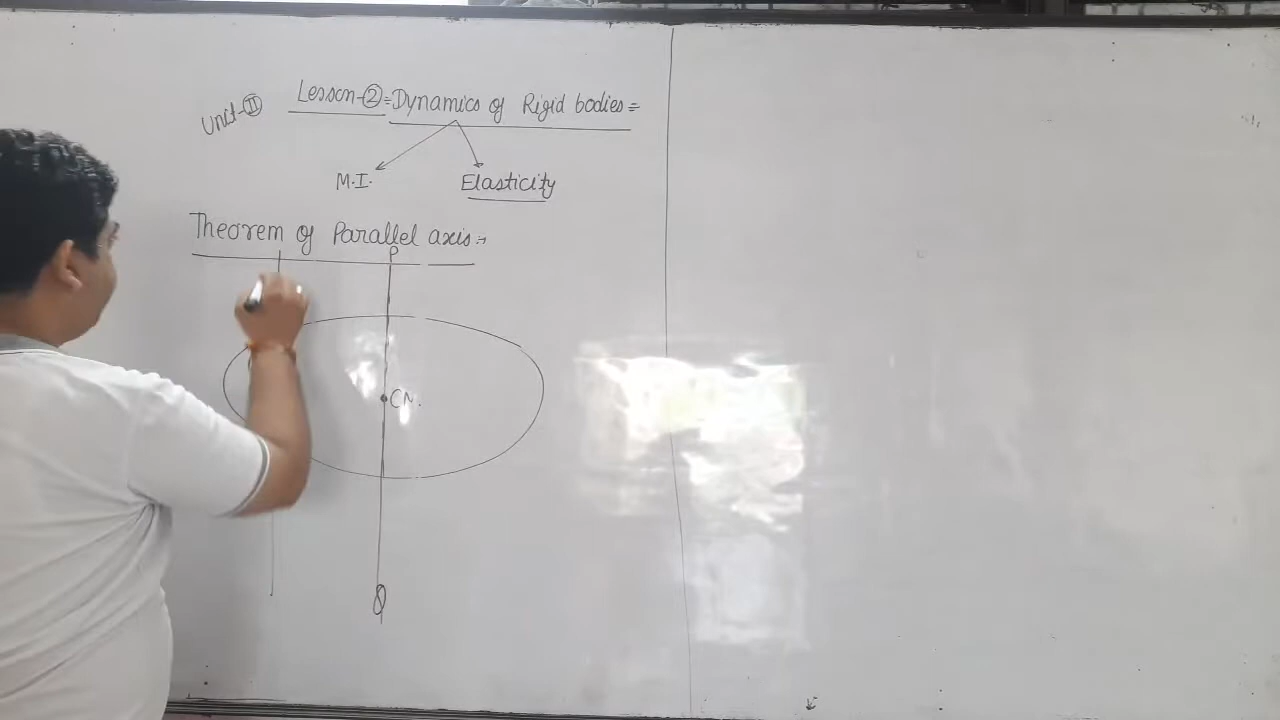 Unit-II Lesson-2 = Dynamics of Rigid bodies =
M.I. Elasticity
Theorem of Parallel axis :-
P
C.M.
Q